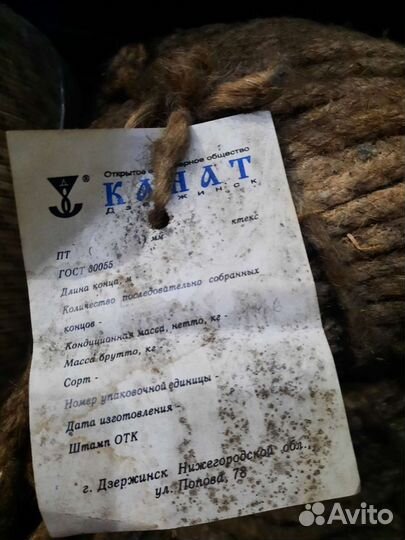 ®
Открытое акционерное общество
КАНАТ
ДЗЕРЖИНСК
ПТ ( ) мм ктекс
ГОСТ 30055
Длина конца, м
Количество последовательно собранных
концов -
Кондиционная масса, нетто, кг -
Масса брутто, кг -
Сорт -
Номер упаковочной единицы -
Дата изготовления -
Штамп ОТК
г. Дзержинск Нижегородской обл.,
ул. Попова, 78
Avito